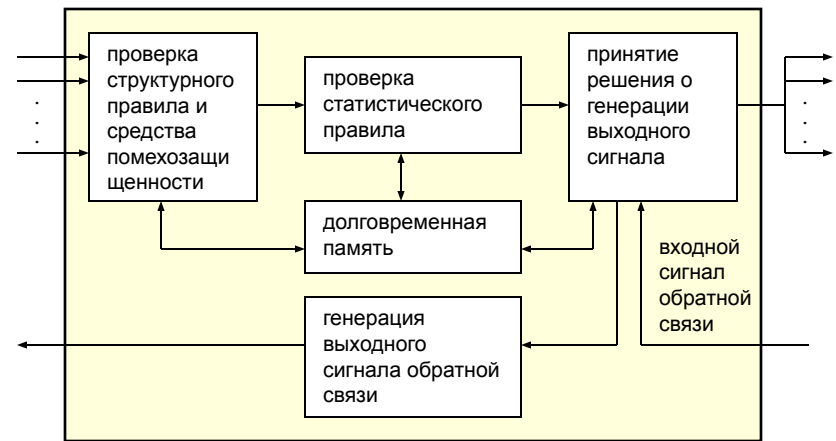 проверка
структурного
правила и
средства
помехозащи
щенности
проверка
статистического
правила
принятие
решения о
генерации
выходного
сигнала
долговременная
память
входной
сигнал
обратной
связи
генерация
выходного
сигнала обратной
связи